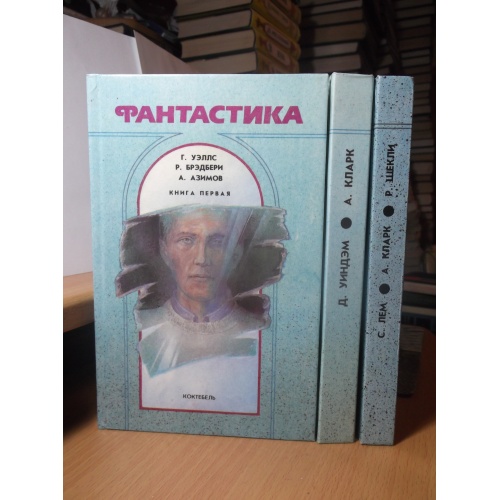 ФАНТАСТИКА
Г. УЭЛЛС
Р. БРЭДБЕРИ
А. АЗИМОВ
КНИГА ПЕРВАЯ
КОКТЕБЕЛЬ
Д. УИНДЭМ ● А. КЛАРК
С. ЛЕМ ● А. КЛАРК ● Р. ШЕКЛИ